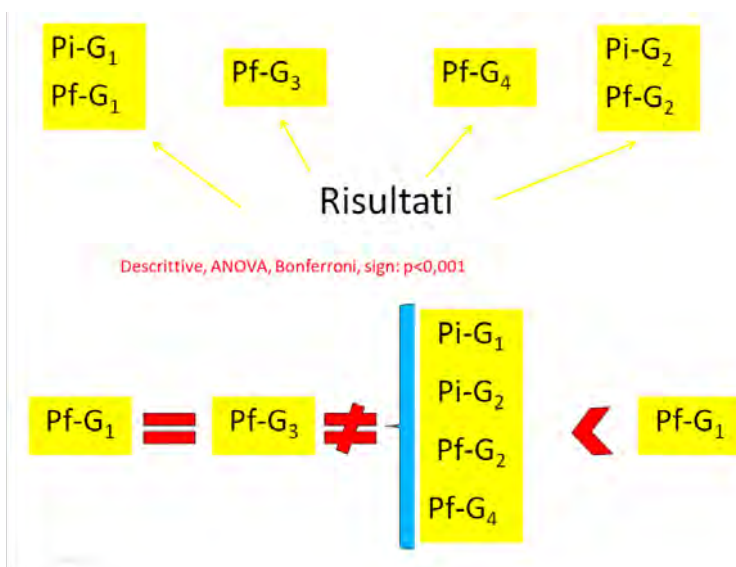 Pi-G₁
Pf-G₁
Pf-G₃
Pf-G₄
Pi-G₂
Pf-G₂
Risultati
Descrittive, ANOVA, Bonferroni, sign: p<0,001
Pf-G₁ = Pf-G₃ ≠
Pi-G₁
Pi-G₂
Pf-G₂
Pf-G₄
< Pf-G₁